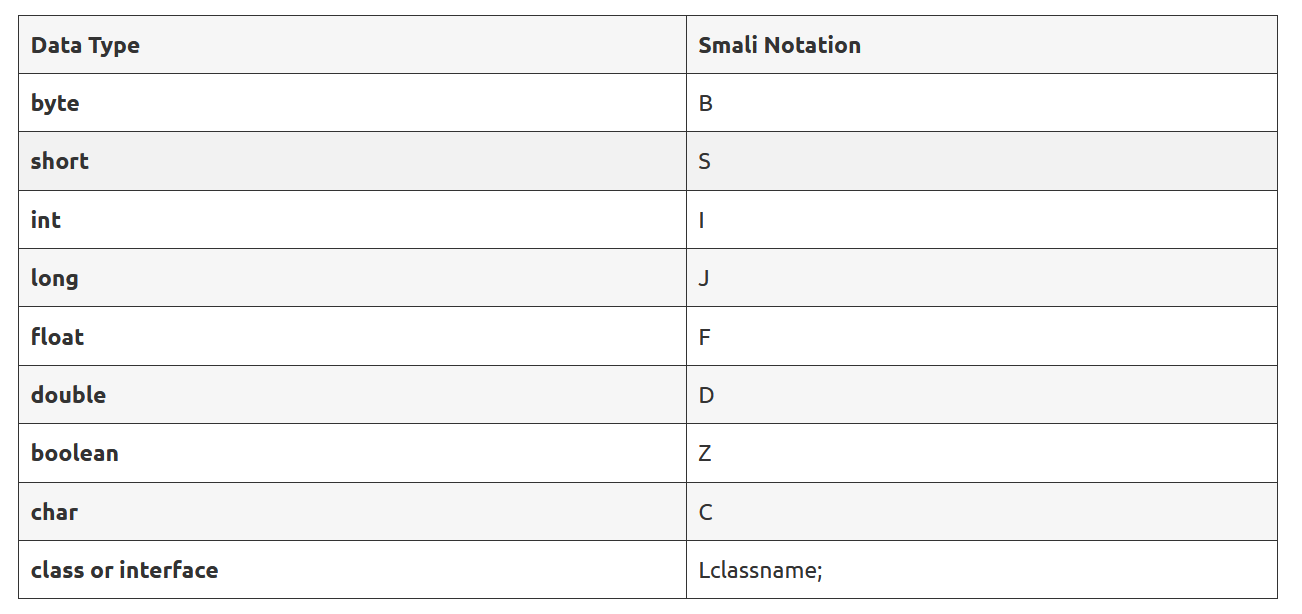 Data Type Smali Notation
byte B
short S
int I
long J
float F
double D
boolean Z
char C
class or interface Lclassname;